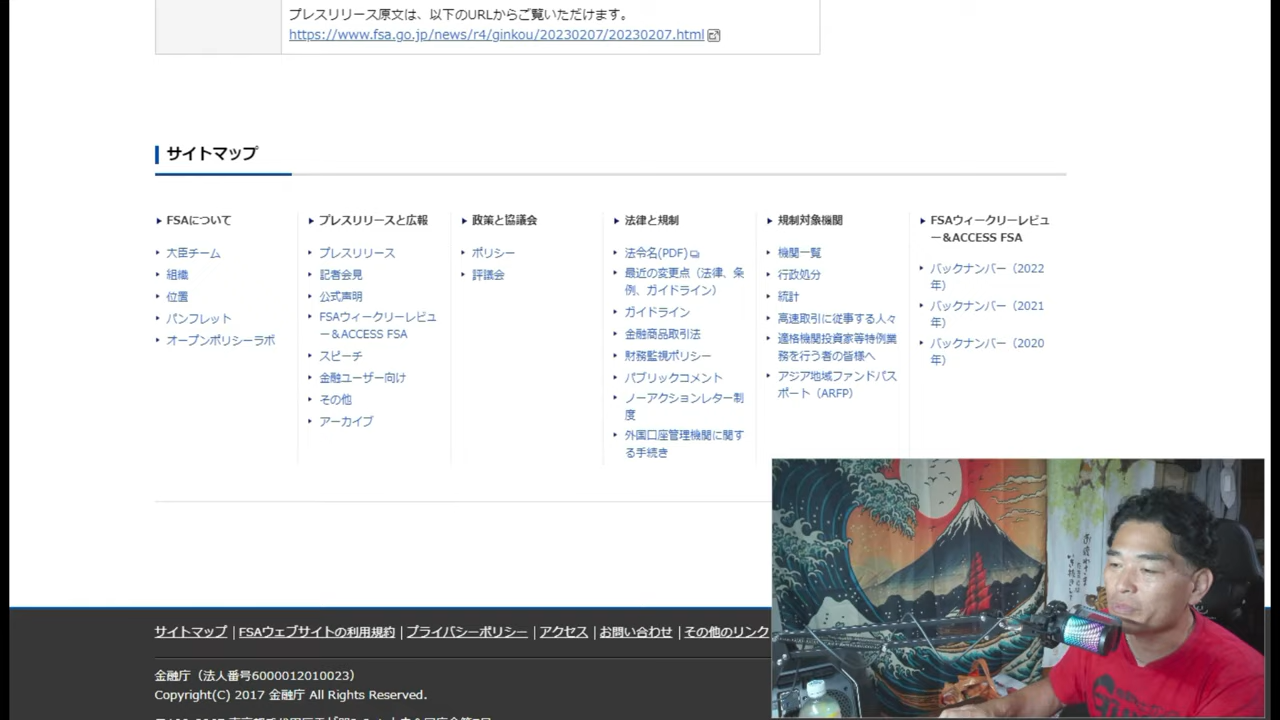 プレスリリース原文は、以下のURLからご覧いただけます。
https://www.fsa.go.jp/news/r4/ginkou/20230207/20230207.html
サイトマップ
FSAについて
大臣チーム
組織
位置
パンフレット
オープンポリシーラボ
プレスリリースと広報
プレスリリース
記者会見
公式声明
FSAウィークリーレビュ
ー＆ACCESS FSA
スピーチ
金融ユーザー向け
その他
アーカイブ
政策と協議会
ポリシー
評議会
法律と規制
法令名(PDF)
最近の変更点（法律、条
例、ガイドライン）
ガイドライン
金融商品取引法
財務監視ポリシー
パブリックコメント
ノーアクションレター制
度
外国口座管理機関に関す
る手続き
規制対象機関
機関一覧
行政処分
統計
高速取引に従事する人々
適格機関投資家等特例業
務を行う者の皆様へ
アジア地域ファンドパス
ポート（ARFP）
FSAウィークリーレビュ
ー＆ACCESS FSA
バックナンバー（2022
年）
バックナンバー（2021
年）
バックナンバー（2020
年）
サイトマップ | FSAウェブサイトの利用規約 | プライバシーポリシー | アクセス | お問い合わせ | その他のリンク
金融庁（法人番号6000012010023）
Copyright(C) 2017 金融庁 All Rights Reserved.